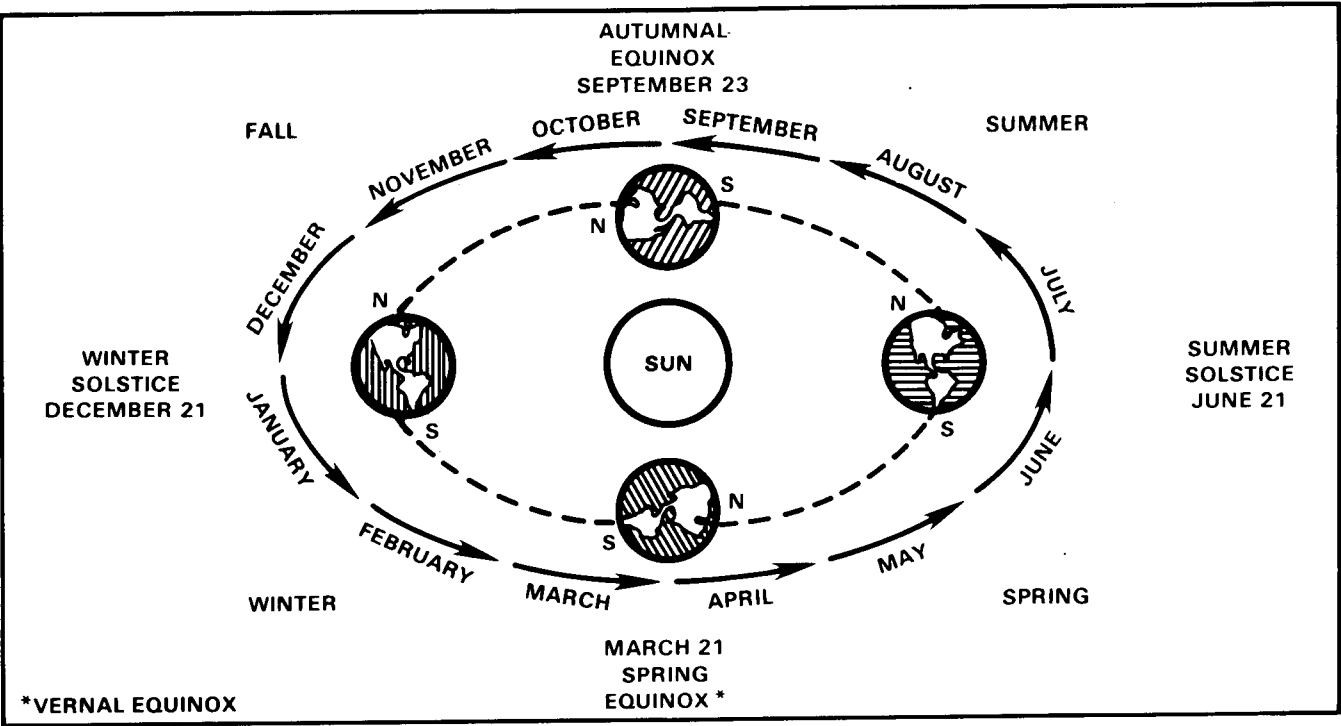 AUTUMNAL
EQUINOX
SEPTEMBER 23
FALL
OCTOBER
SEPTEMBER
SUMMER
NOVEMBER
AUGUST
S
N
DECEMBER
JULY
N
N
SUN
WINTER
SOLSTICE
DECEMBER 21
SUMMER
SOLSTICE
JUNE 21
JANUARY
S
S
JUNE
N
S
FEBRUARY
MAY
MARCH
APRIL
WINTER
SPRING
MARCH 21
SPRING
EQUINOX *
*VERNAL EQUINOX